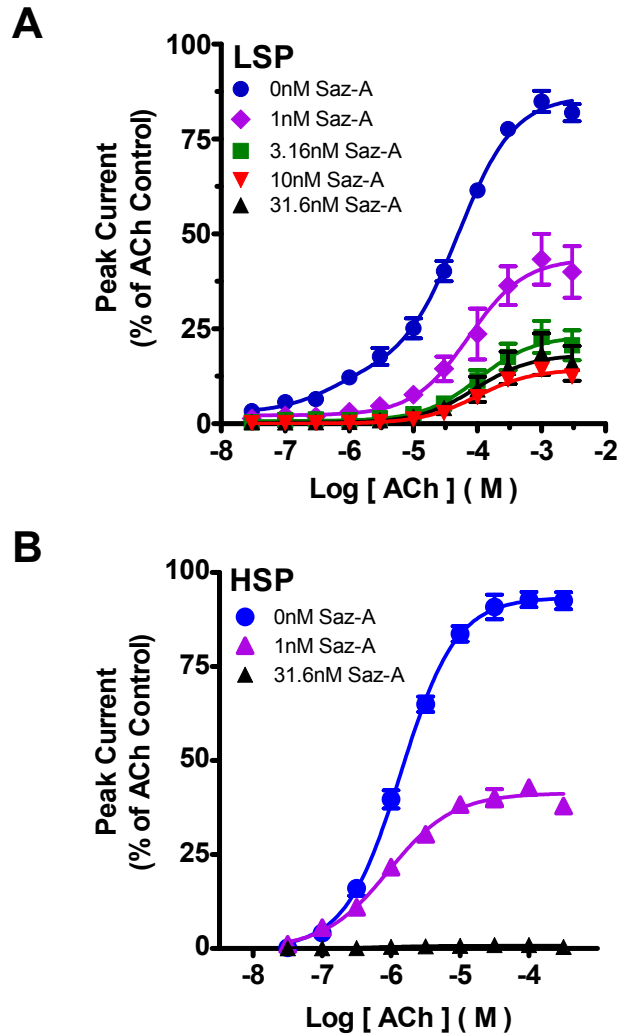 A
LSP
0nM Saz-A
1nM Saz-A
3.16nM Saz-A
10nM Saz-A
31.6nM Saz-A
Peak Current
(% of ACh Control)
100
75
50
25
0
-8 -7 -6 -5 -4 -3 -2
Log [ ACh ] ( M )
B
HSP
0nM Saz-A
1nM Saz-A
31.6nM Saz-A
Peak Current
(% of ACh Control)
100
75
50
25
0
-8 -7 -6 -5 -4
Log [ ACh ] ( M )